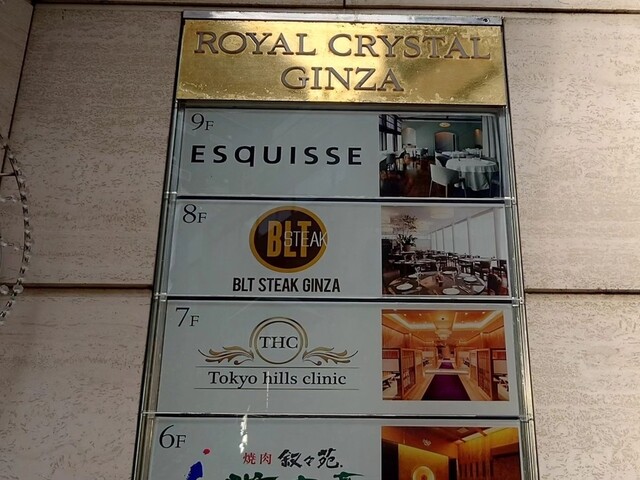 ROYAL CRYSTAL
GINZA
9F
ESQUISSE
8F
BLT
STEAK
BLT STEAK GINZA
7F
THC
Tokyo hills clinic
6F
焼肉 叙々苑